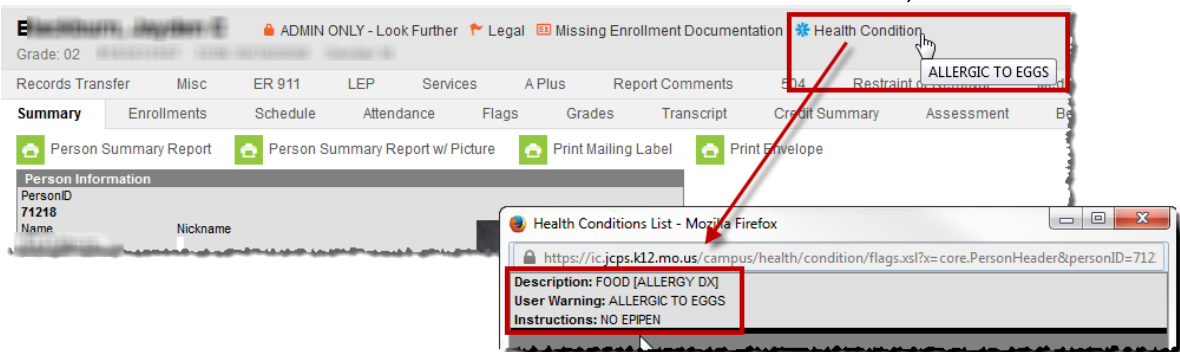 ADMIN ONLY - Look Further Legal Missing Enrollment Documentation Health Condition
Grade: 02
ALLERGIC TO EGGS
Records Transfer Misc ER 911 LEP Services A Plus Report Comments 504
Summary Enrollments Schedule Attendance Flags Grades Transcript Credit Summary Assessment
Person Summary Report Person Summary Report w/ Picture Print Mailing Label Print Envelope
Person Information
PersonID
71218
Name Nickname
Health Conditions List - Mozilla Firefox
https://ic.jcps.k12.mo.us/campus/health/condition/flags.xsl?x=core.PersonHeader&personID=712
Description: FOOD [ALLERGY DX]
User Warning: ALLERGIC TO EGGS
Instructions: NO EPIPEN